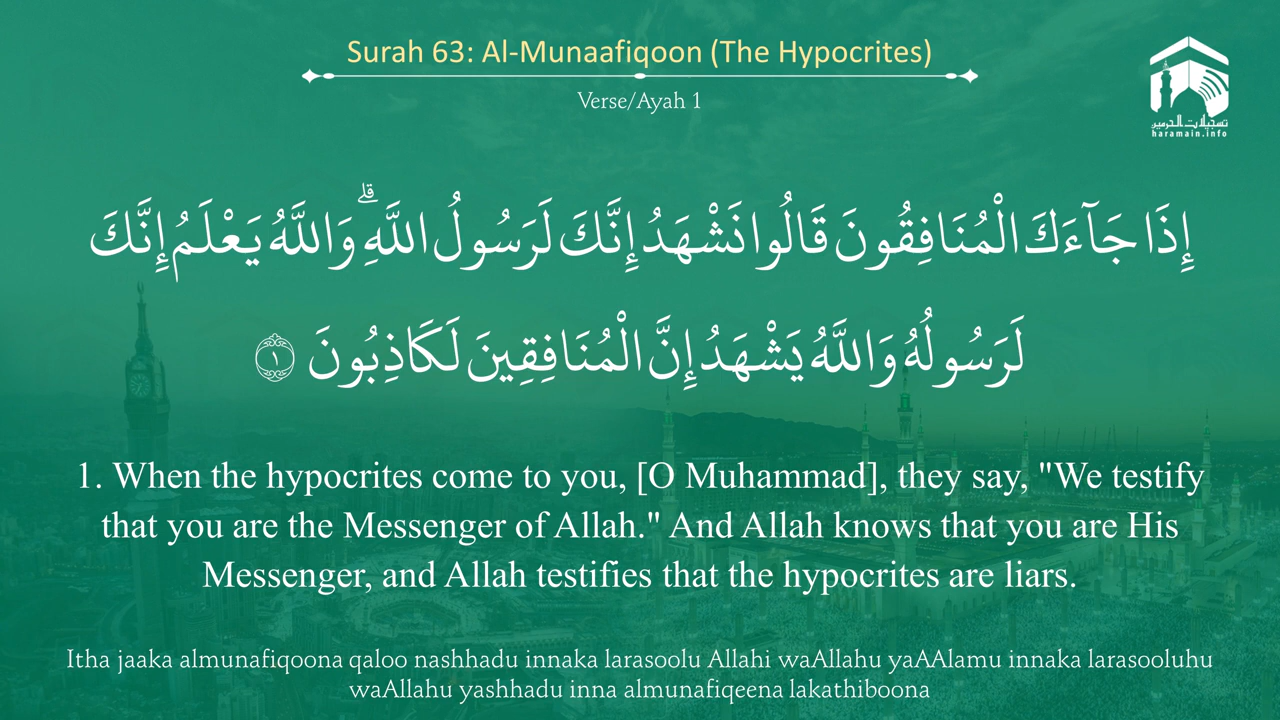 Surah 63: Al-Munaafiqoon (The Hypocrites)
Verse/Ayah 1
تسجيلات الحرمين
haramain.info
إِذَا جَآءَكَ الْمُنَافِقُونَ قَالُوا نَشْهَدُ إِنَّكَ لَرَسُولُ اللَّهِ ۗ وَاللَّهُ يَعْلَمُ إِنَّكَ
لَرَسُولُهُ وَاللَّهُ يَشْهَدُ إِنَّ الْمُنَافِقِينَ لَكَاذِبُونَ ﴿١﴾
1. When the hypocrites come to you, [O Muhammad], they say, "We testify
that you are the Messenger of Allah." And Allah knows that you are His
Messenger, and Allah testifies that the hypocrites are liars.
Itha jaaka almunafiqoona qaloo nashhadu innaka larasoolu Allahi waAllahu yaAAlamu innaka larasooluhu
waAllahu yashhadu inna almunafiqeena lakathiboona